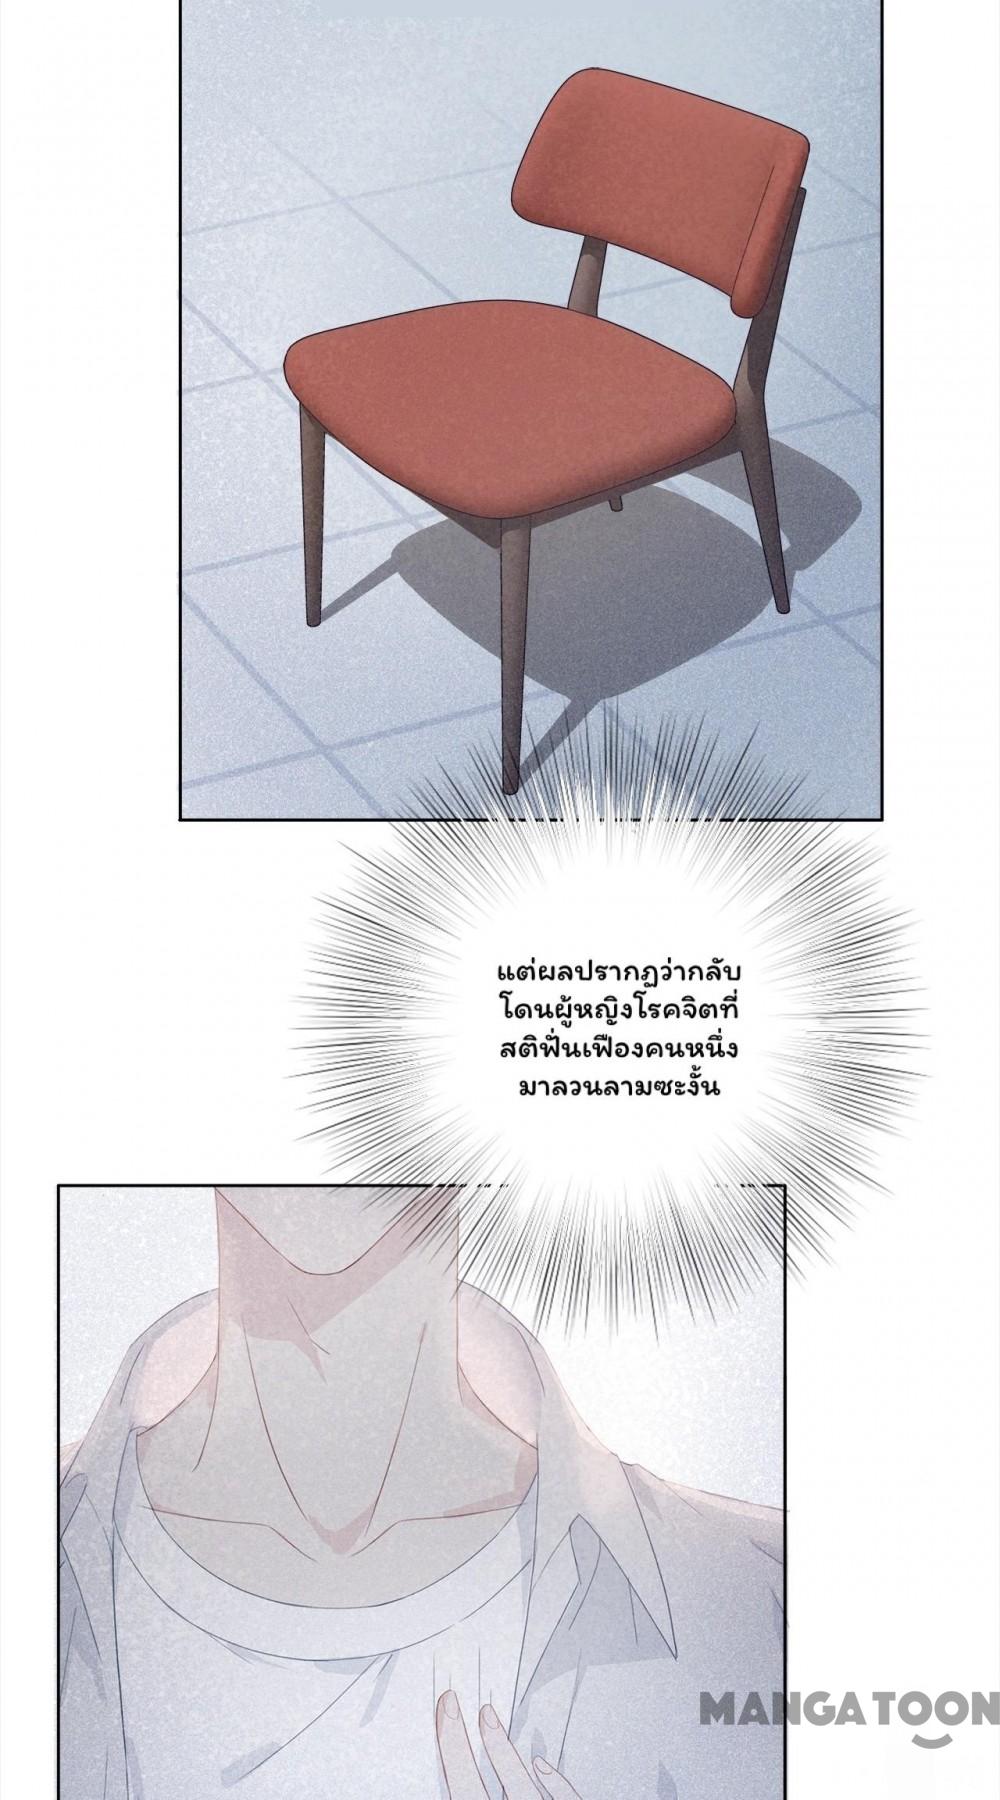 แต่ผลปรากฏว่ากลับ
โดนผู้หญิงโรคจิตที่
สติฟั่นเฟืองคนหนึ่ง
มาลวนลามซะงั้น
MANGATOON